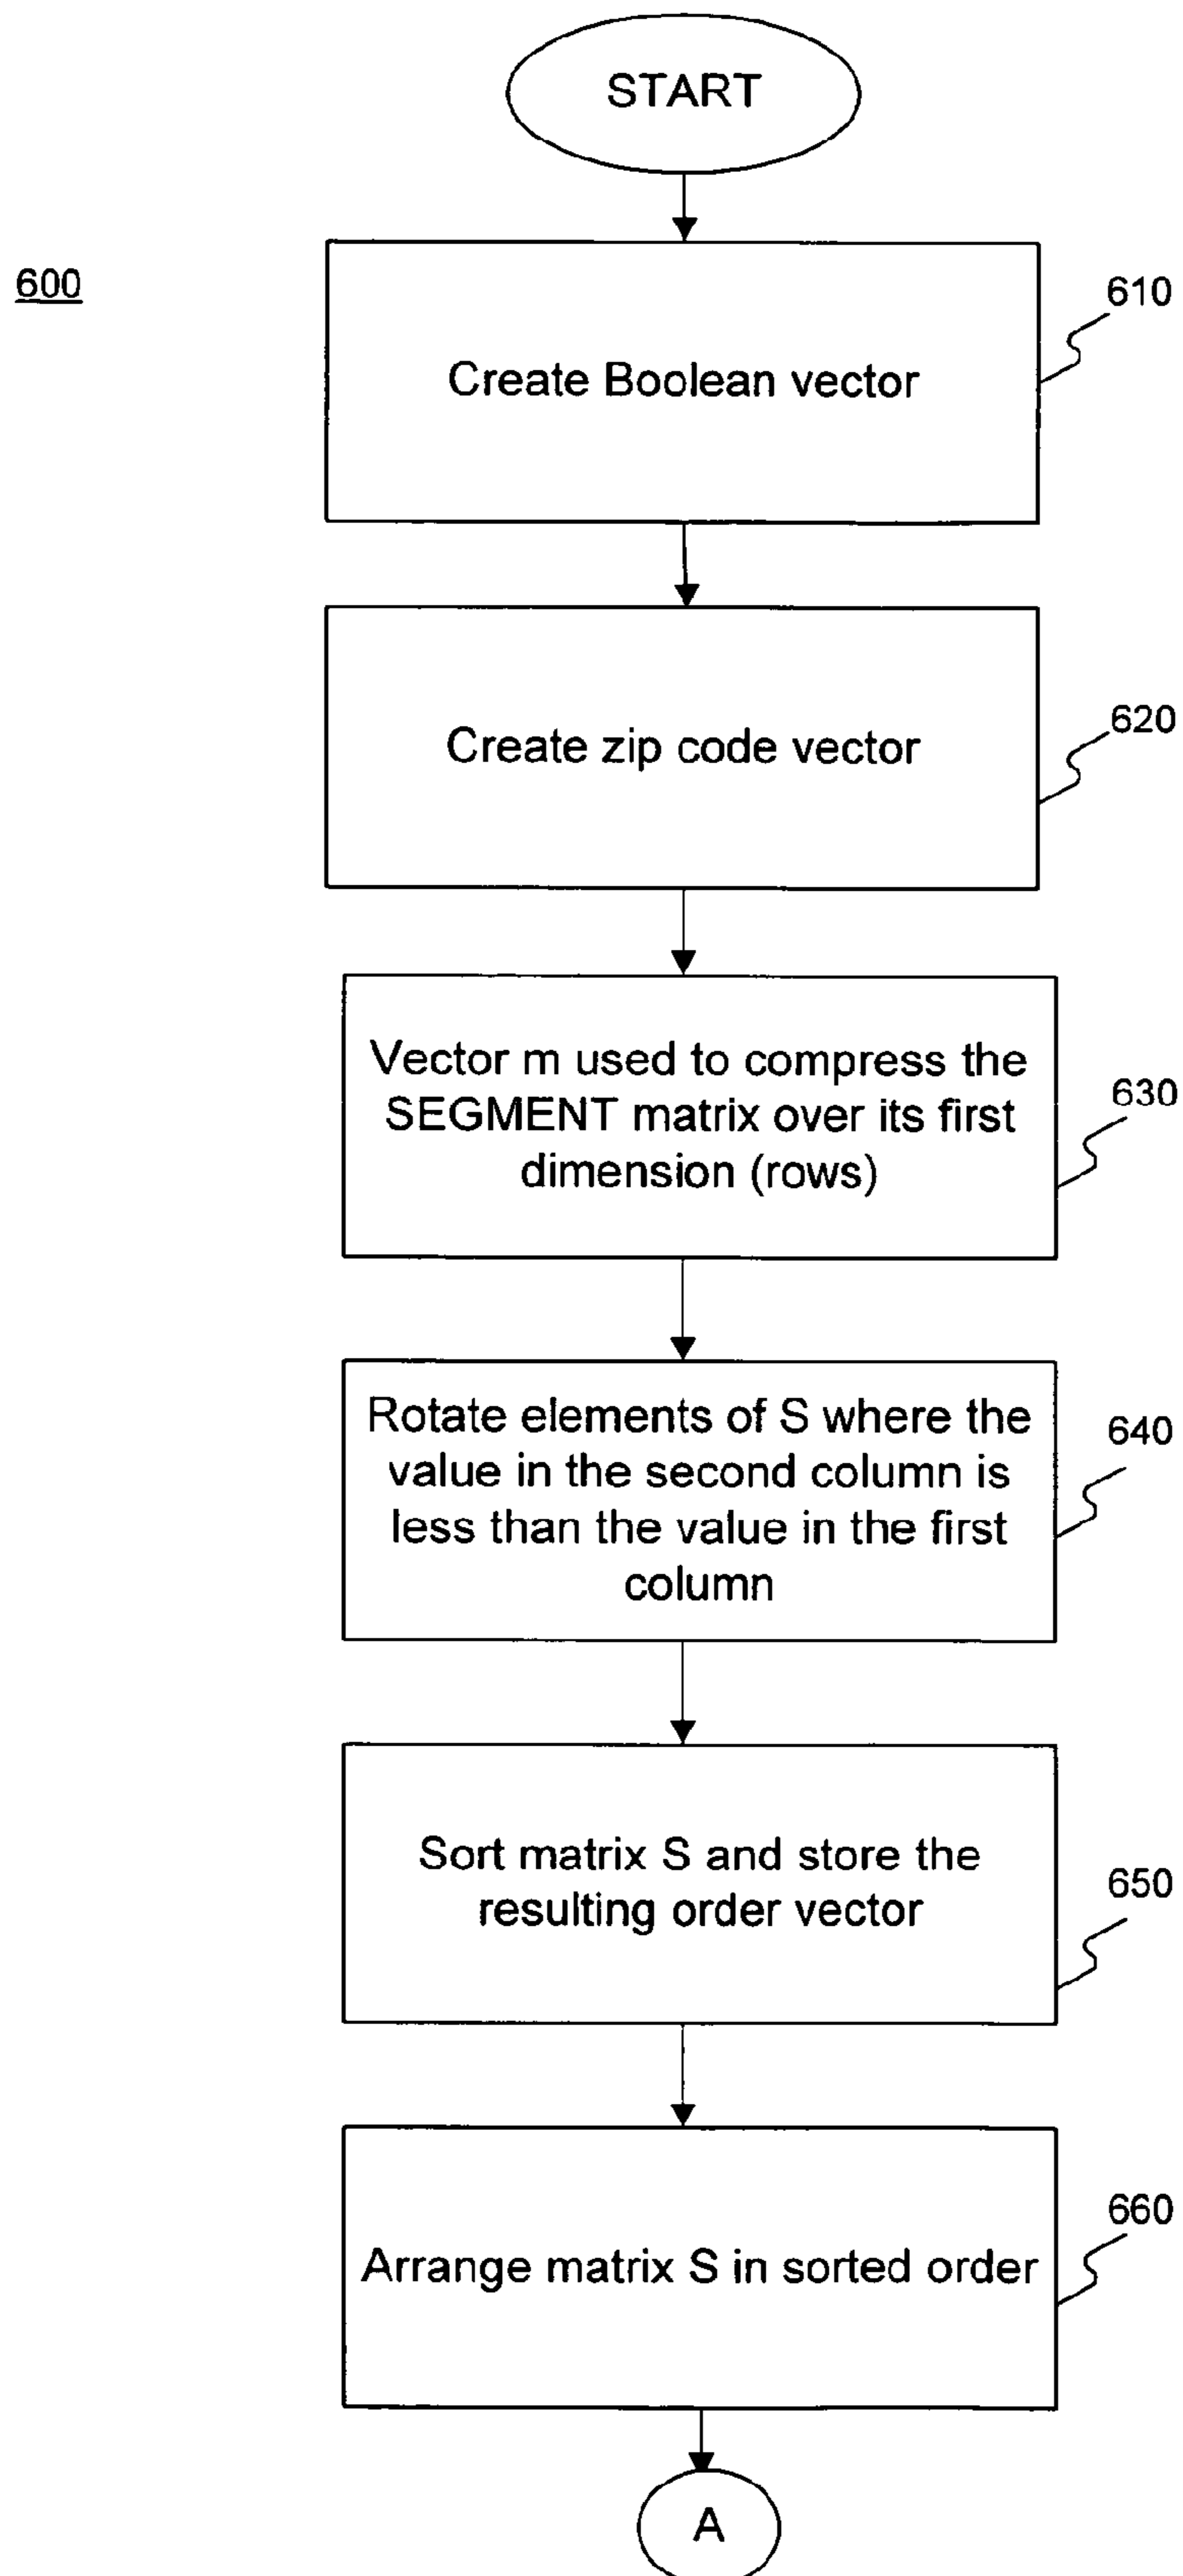 START
600
610
Create Boolean vector
620
Create zip code vector
Vector m used to compress the
SEGMENT matrix over its first
dimension (rows)
630
Rotate elements of S where the
value in the second column is
less than the value in the first
column
640
Sort matrix S and store the
resulting order vector
650
660
Arrange matrix S in sorted order
A